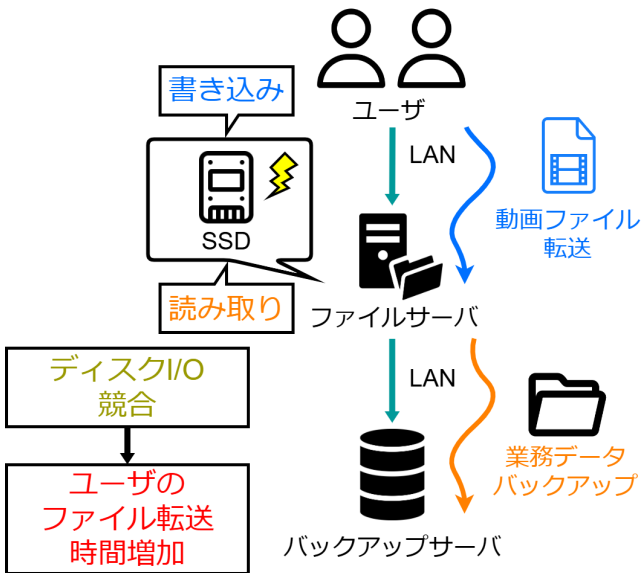 書き込み
ユーザ
LAN
SSD
動画ファイル
転送
読み取り
ファイルサーバ
ディスクI/O
競合
LAN
業務データ
バックアップ
ユーザの
ファイル転送
時間増加
バックアップサーバ